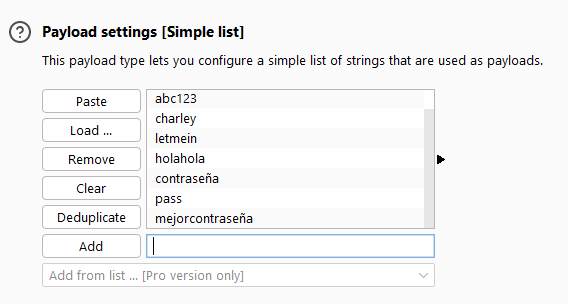 Payload settings [Simple list]
This payload type lets you configure a simple list of strings that are used as payloads.
Paste
Load ...
Remove
Clear
Deduplicate
abc123
charley
letmein
holahola
contraseña
pass
mejorcontraseña
Add
Add from list ... [Pro version only]